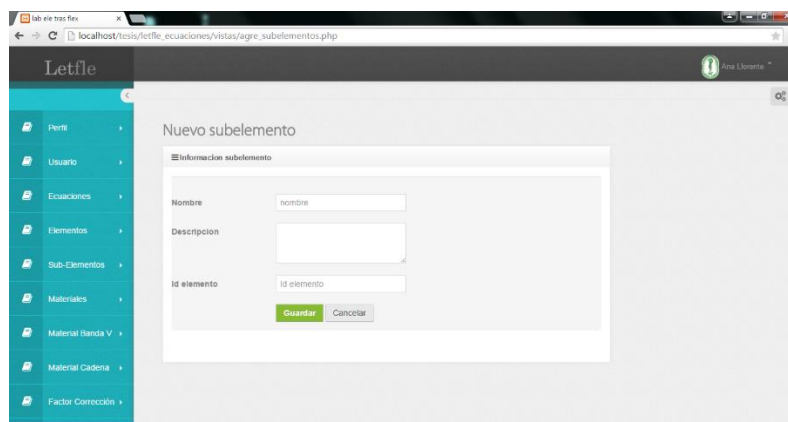 lab ele tras flex
localhost/tesis/letfle_ecuaciones/vistas/agre_subelementos.php
Letfle
Ana Llorente
Perfil
Usuario
Ecuaciones
Elementos
Sub-Elementos
Materiales
Material Banda V
Material Cadena
Factor Corrección
Nuevo subelemento
Informacion subelemento
Nombre
nombre
Descripcion
Id elemento
Id elemento
Guardar Cancelar